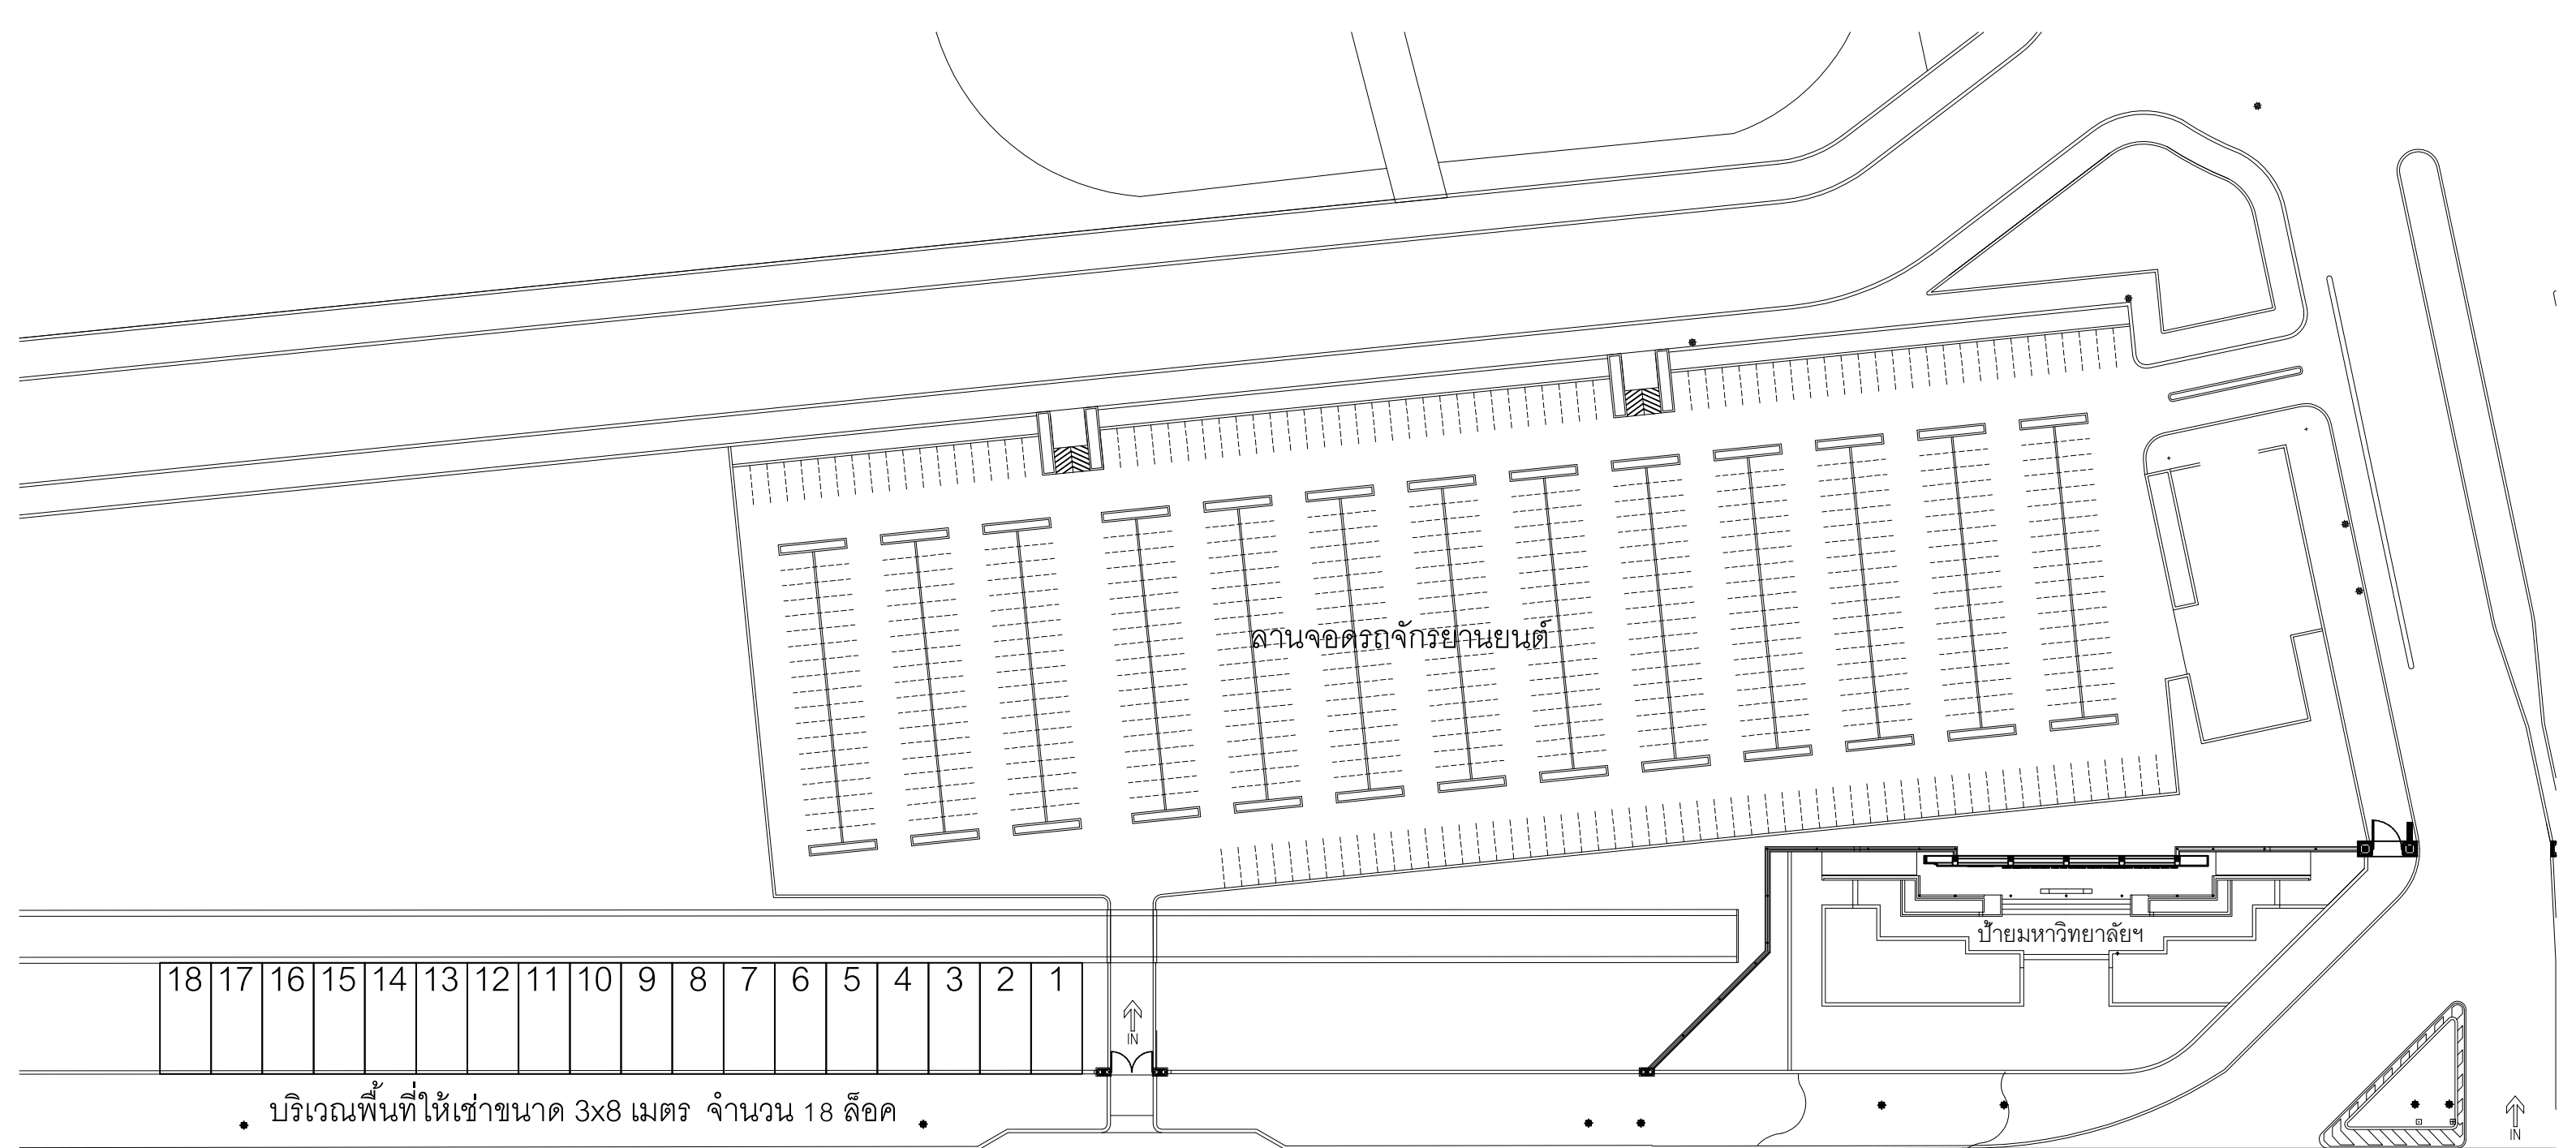 ลานจอดรถจักรยานยนต์
ป้ายมหาวิทยาลัยฯ
18 17 16 15 14 13 12 11 10 9 8 7 6 5 4 3 2 1
IN
บริเวณพื้นที่ให้เช่าขนาด 3x8 เมตร จำนวน 18 ล็อค
IN